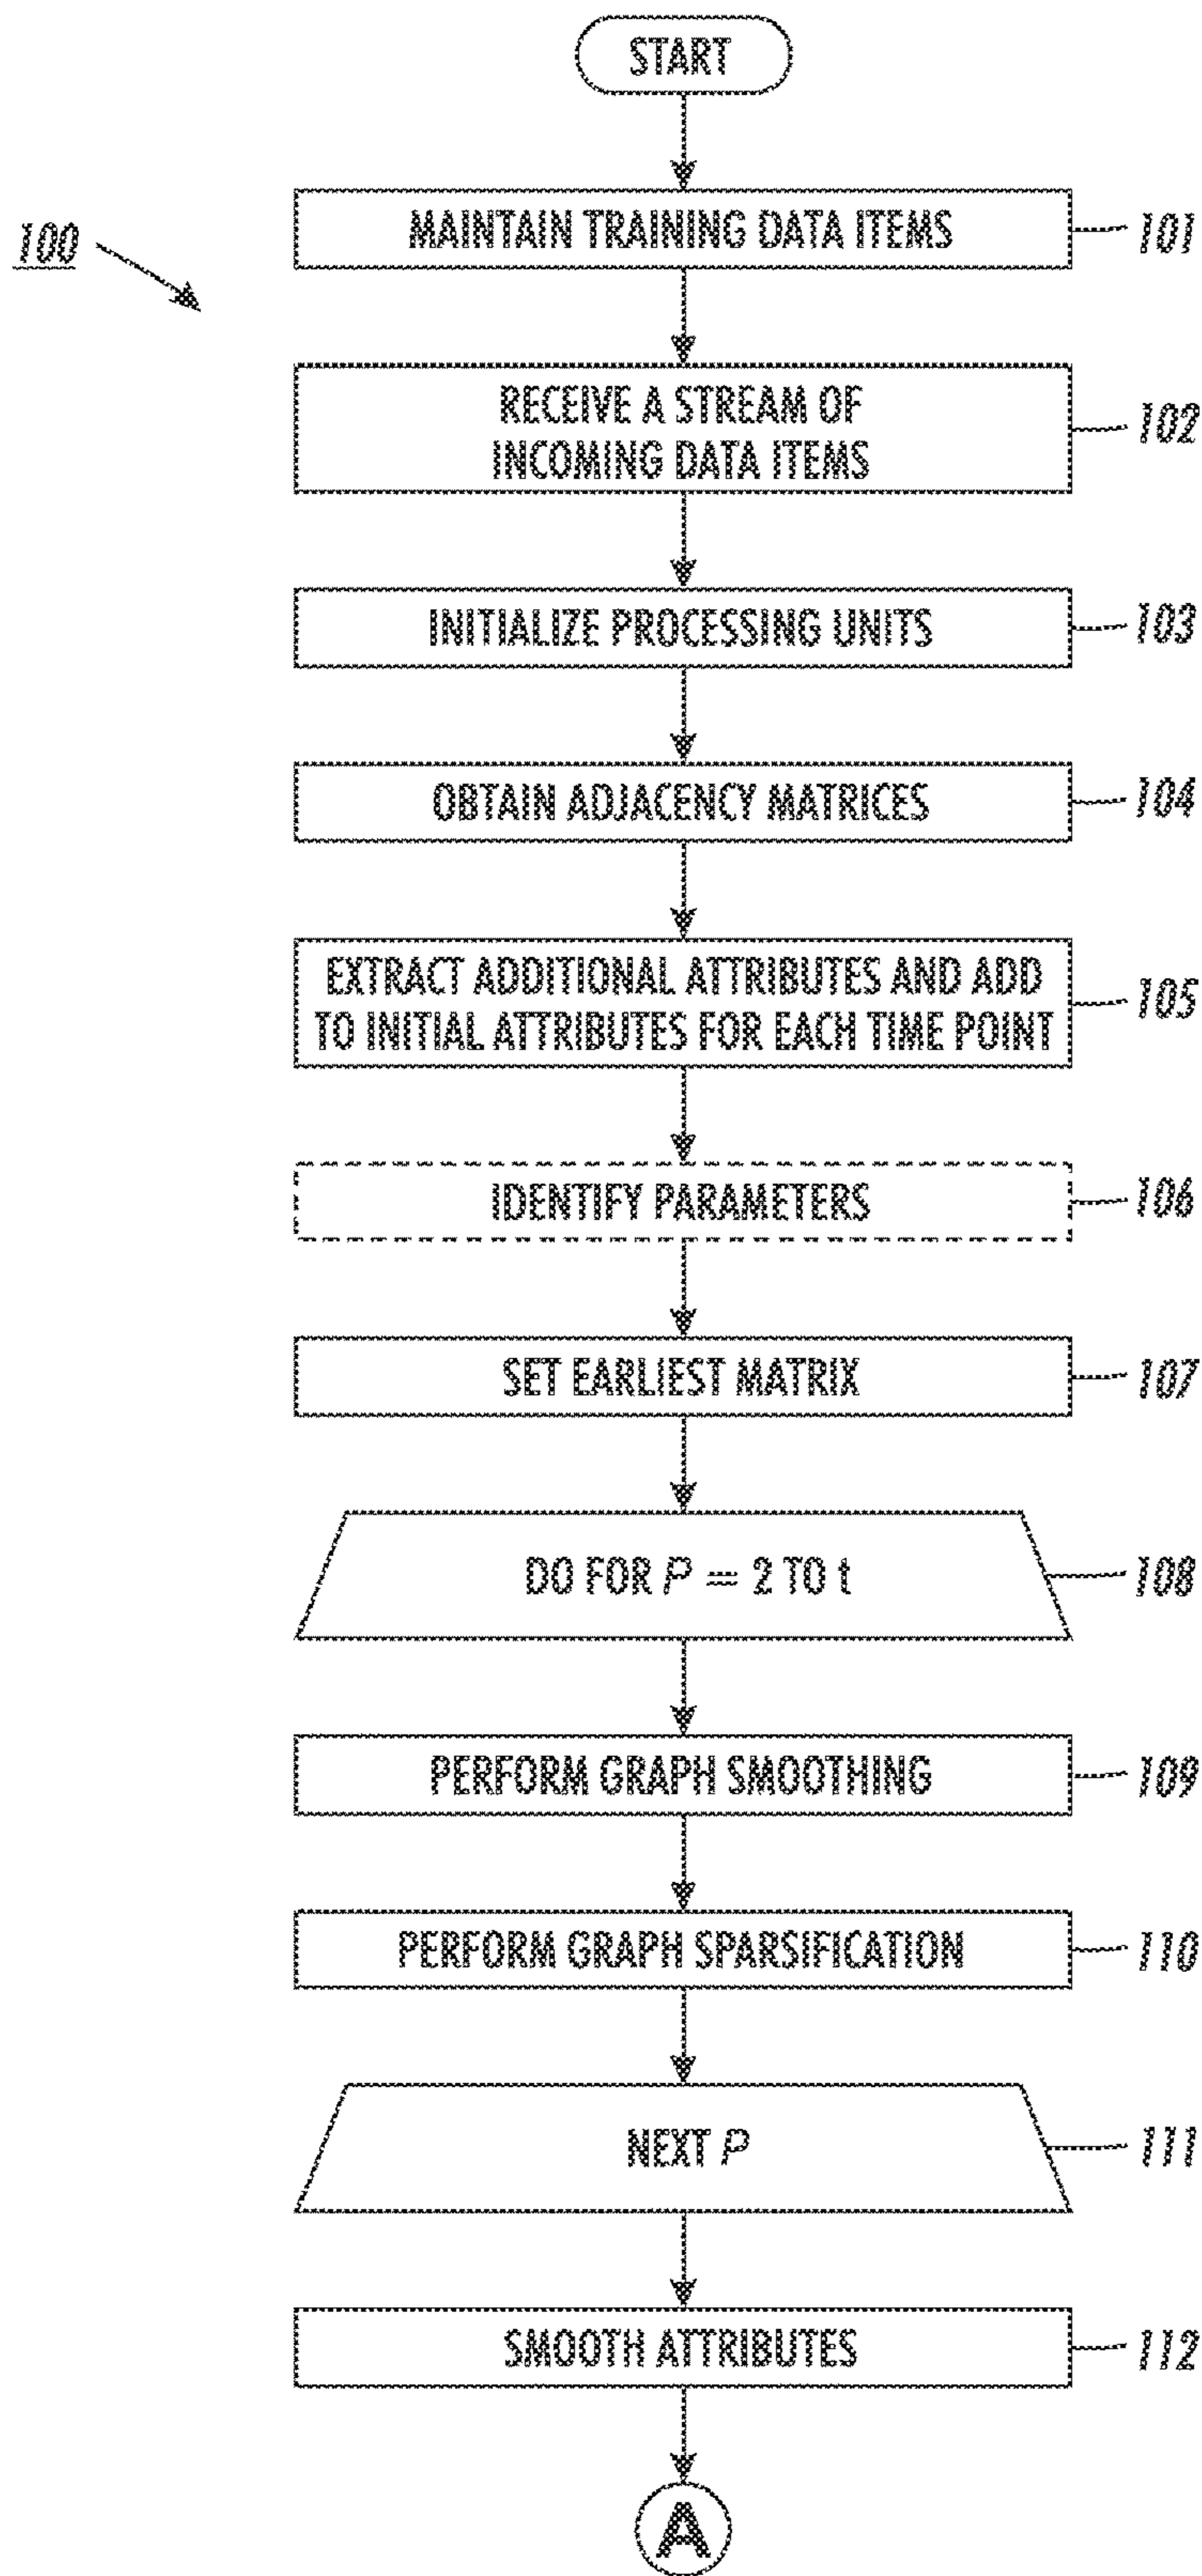 START
100
MAINTAIN TRAINING DATA ITEMS
101
RECEIVE A STREAM OF
INCOMING DATA ITEMS
102
INITIALIZE PROCESSING UNITS
103
OBTAIN ADJACENCY MATRICES
104
EXTRACT ADDITIONAL ATTRIBUTES AND ADD
TO INITIAL ATTRIBUTES FOR EACH TIME POINT
105
IDENTIFY PARAMETERS
106
SET EARLIEST MATRIX
107
DO FOR P = 2 TO t
108
PERFORM GRAPH SMOOTHING
109
PERFORM GRAPH SPARSIFICATION
110
NEXT P
111
SMOOTH ATTRIBUTES
112
A